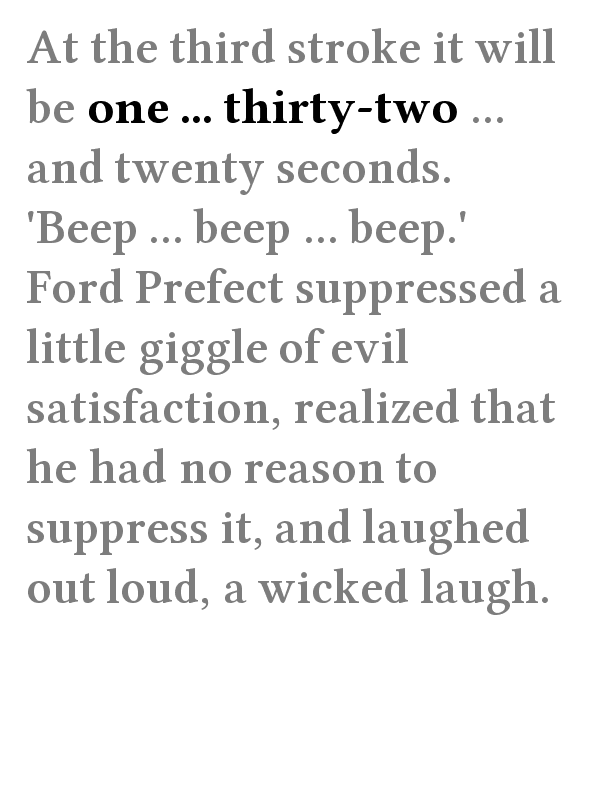 At the third stroke it will
be one ... thirty-two ...
and twenty seconds.
'Beep ... beep ... beep.'
Ford Prefect suppressed a
little giggle of evil
satisfaction, realized that
he had no reason to
suppress it, and laughed
out loud, a wicked laugh.